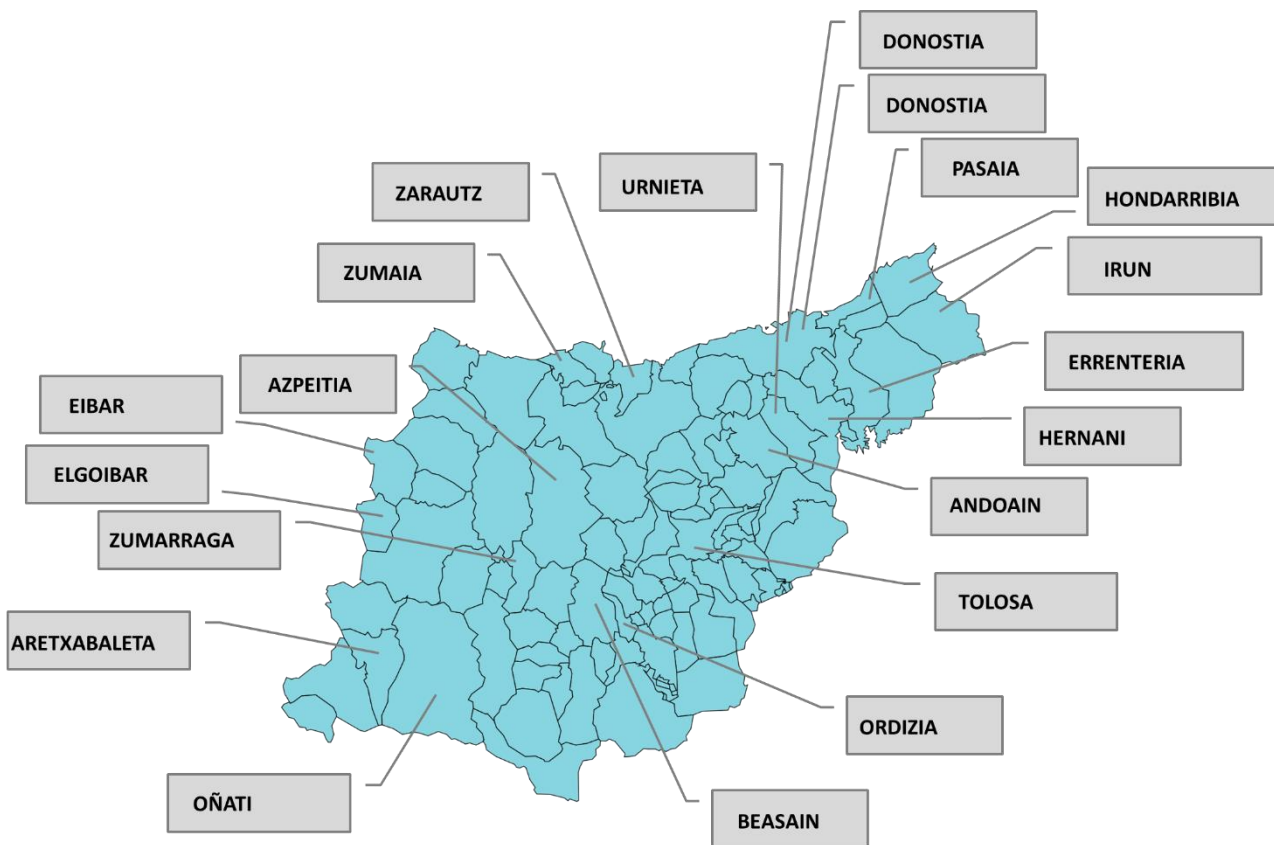 DONOSTIA
DONOSTIA
URNIETA
PASAIA
ZARAUTZ
HONDARRIBIA
ZUMAIA
IRUN
ERRENTERIA
AZPEITIA
EIBAR
HERNANI
ELGOIBAR
ANDOAIN
ZUMARRAGA
TOLOSA
ARETXABALETA
ORDIZIA
OÑATI
BEASAIN